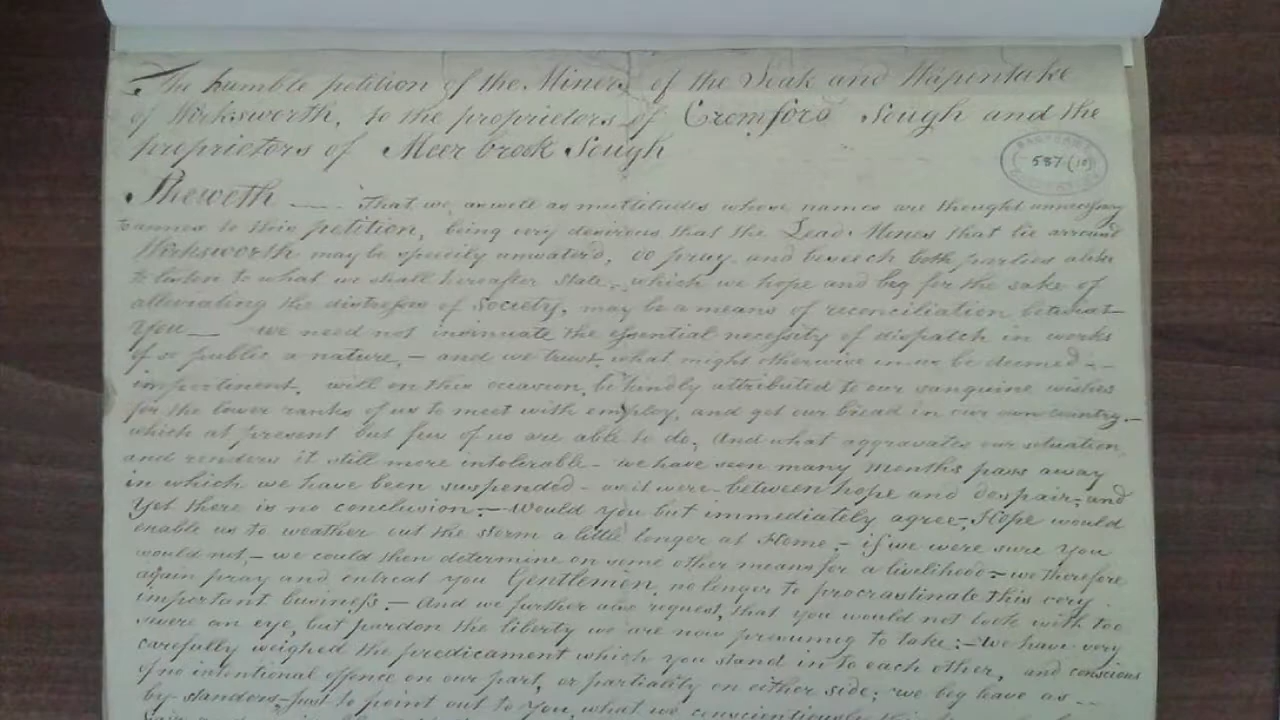 The humble petition of the Miners of the Soak and Wapentake
of Wirksworth, to the proprietors of Cromford Sough and the
proprietors of Meerbrook Sough
587 (10)
Sheweth — That we, as well as multitudes whose names are thought unnecessary
to annex to this petition, being very desirous that the Lead Mines that lie around
Wirksworth may be speedily unwater'd, do pray and beseech both parties alike
to listen to what we shall hereafter state, which we hope and beg for the sake of
alleviating the distress of Society, may be a means of reconciliation betwixt
You — we need not insinuate the essential necessity of dispatch in works
of so public a nature, — and we trust what might otherwise in us be deemed --
impertinent, will on this occasion, be kindly attributed to our sanguine wishes
for the lower ranks of us to meet with employ, and get our bread in our own country. —
which at present but few of us are able to do. And what aggravates our situation,
and renders it still more intolerable — we have seen many months pass away
in which we have been suspended — as it were — between hope and despair — and
Yet there is no conclusion. — Would you but immediately agree, Hope would
enable us to weather out the storm a little longer at Home. — if we were sure You
would not, — we could then determine on some other means for a livelihood: — we therefore
again pray and entreat you Gentlemen, no longer to procrastinate this very
important business. — And we further also request, that you would not look with too
severe an eye, but pardon the liberty we are now presumig to take: — We have very
carefully weighed the predicament which you stand in to each other, and conscious
of no intentional offence on our part, or partiality on either side; we beg leave as --
by-standers just to point out to You, what we conscientiously